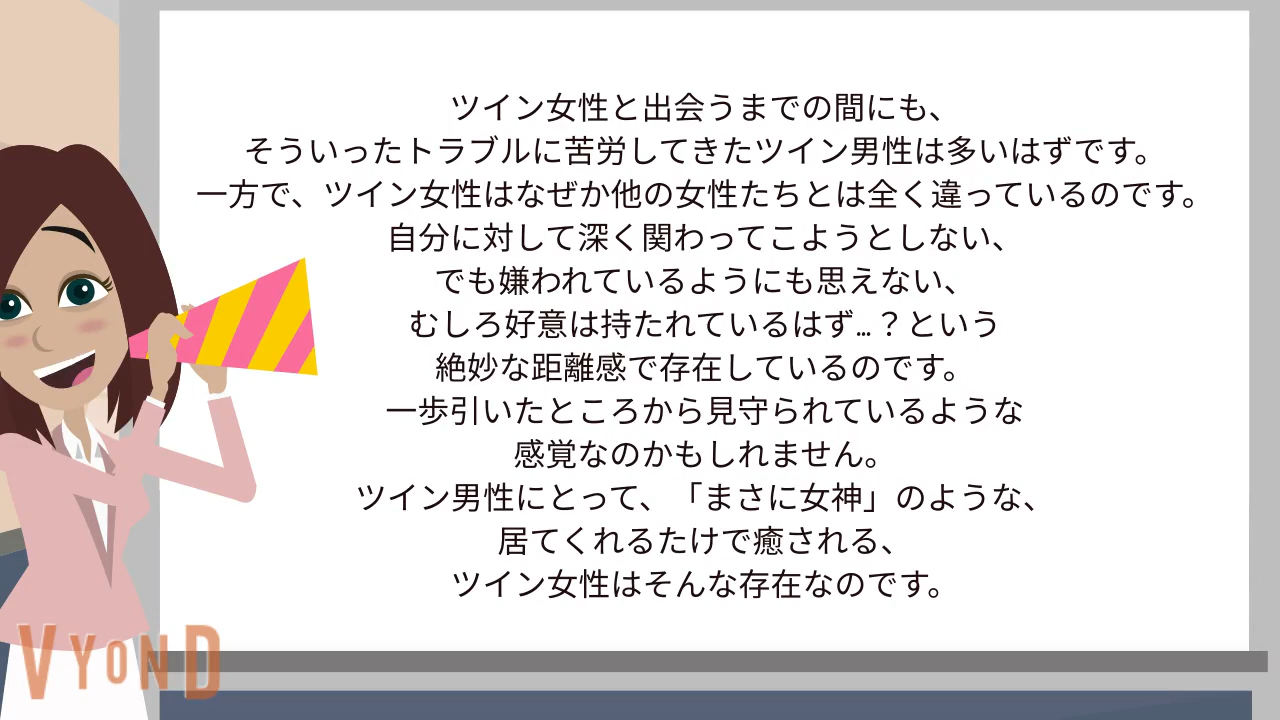 ツイン女性と出会うまでの間にも、
そういったトラブルに苦労してきたツイン男性は多いはずです。
一方で、ツイン女性はなぜか他の女性たちとは全く違っているのです。
自分に対して深く関わってこようとしない、
でも嫌われているようにも思えない、
むしろ好意は持たれているはず…？という
絶妙な距離感で存在しているのです。
一歩引いたところから見守られているような
感覚なのかもしれません。
ツイン男性にとって、「まさに女神」のような、
居てくれるたけで癒される、
ツイン女性はそんな存在なのです。
VYOND